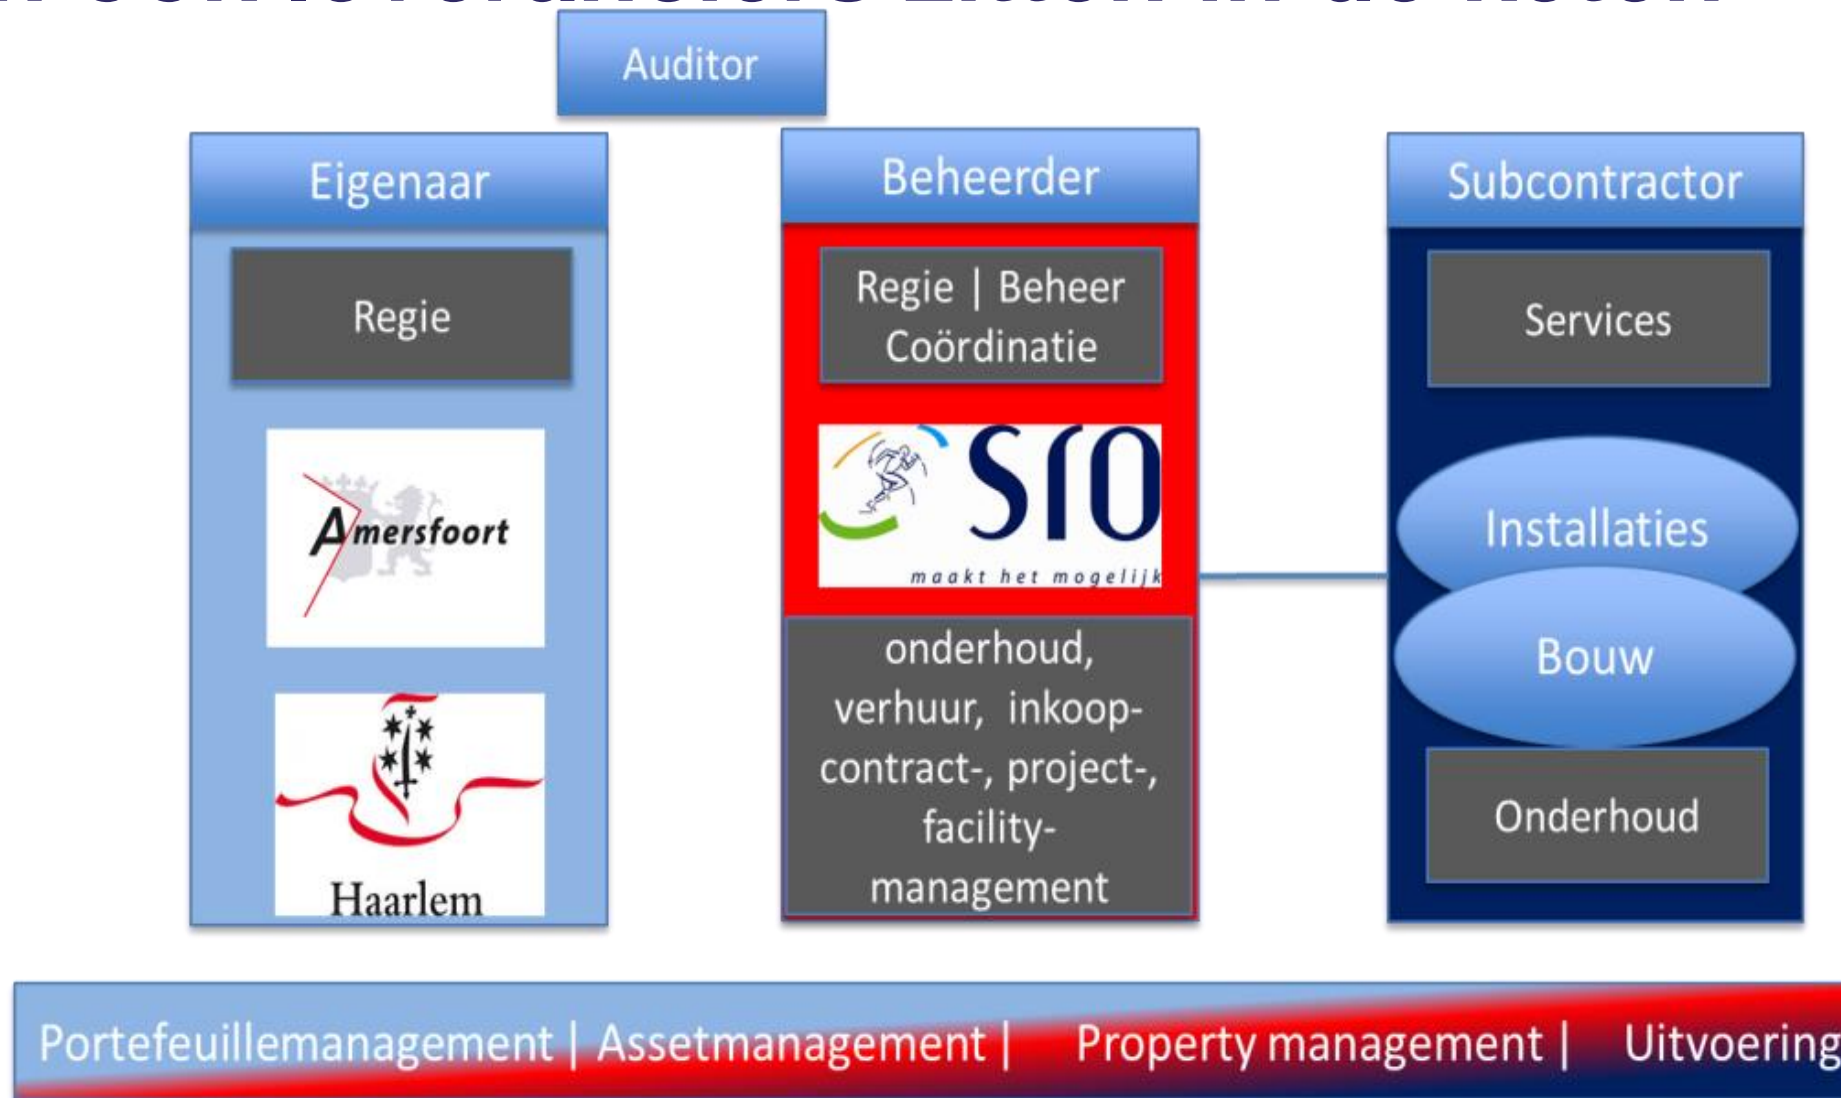 Auditor
Eigenaar
Regie
Amersfoort
Haarlem
Beheerder
Regie | Beheer
Coördinatie
sro
maakt het mogelijk
onderhoud,
verhuur, inkoop-
contract-, project-,
facility-
management
Subcontractor
Services
Installaties
Bouw
Onderhoud
Portefeuillemanagement | Assetmanagement | Property management | Uitvoering